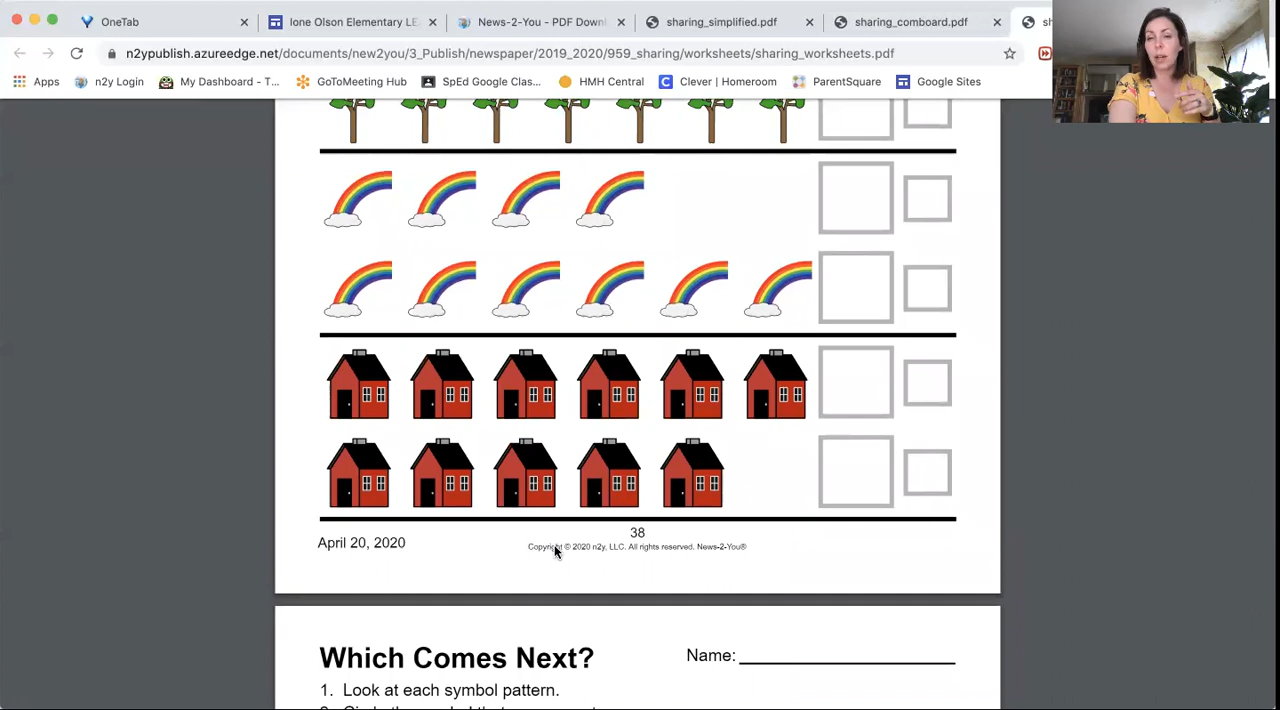 OneTab
Ione Olson Elementary LE
News-2-You - PDF Downl
sharing_simplified.pdf
sharing_comboard.pdf
sh
n2ypublish.azureedge.net/documents/new2you/3_Publish/newspaper/2019_2020/959_sharing/worksheets/sharing_worksheets.pdf
Apps
n2y Login
My Dashboard - T...
GoToMeeting Hub
SpEd Google Clas...
HMH Central
Clever | Homeroom
ParentSquare
Google Sites
38
April 20, 2020
Copyright © 2020 n2y, LLC. All rights reserved. News-2-You®
Which Comes Next?
Name:
1. Look at each symbol pattern.